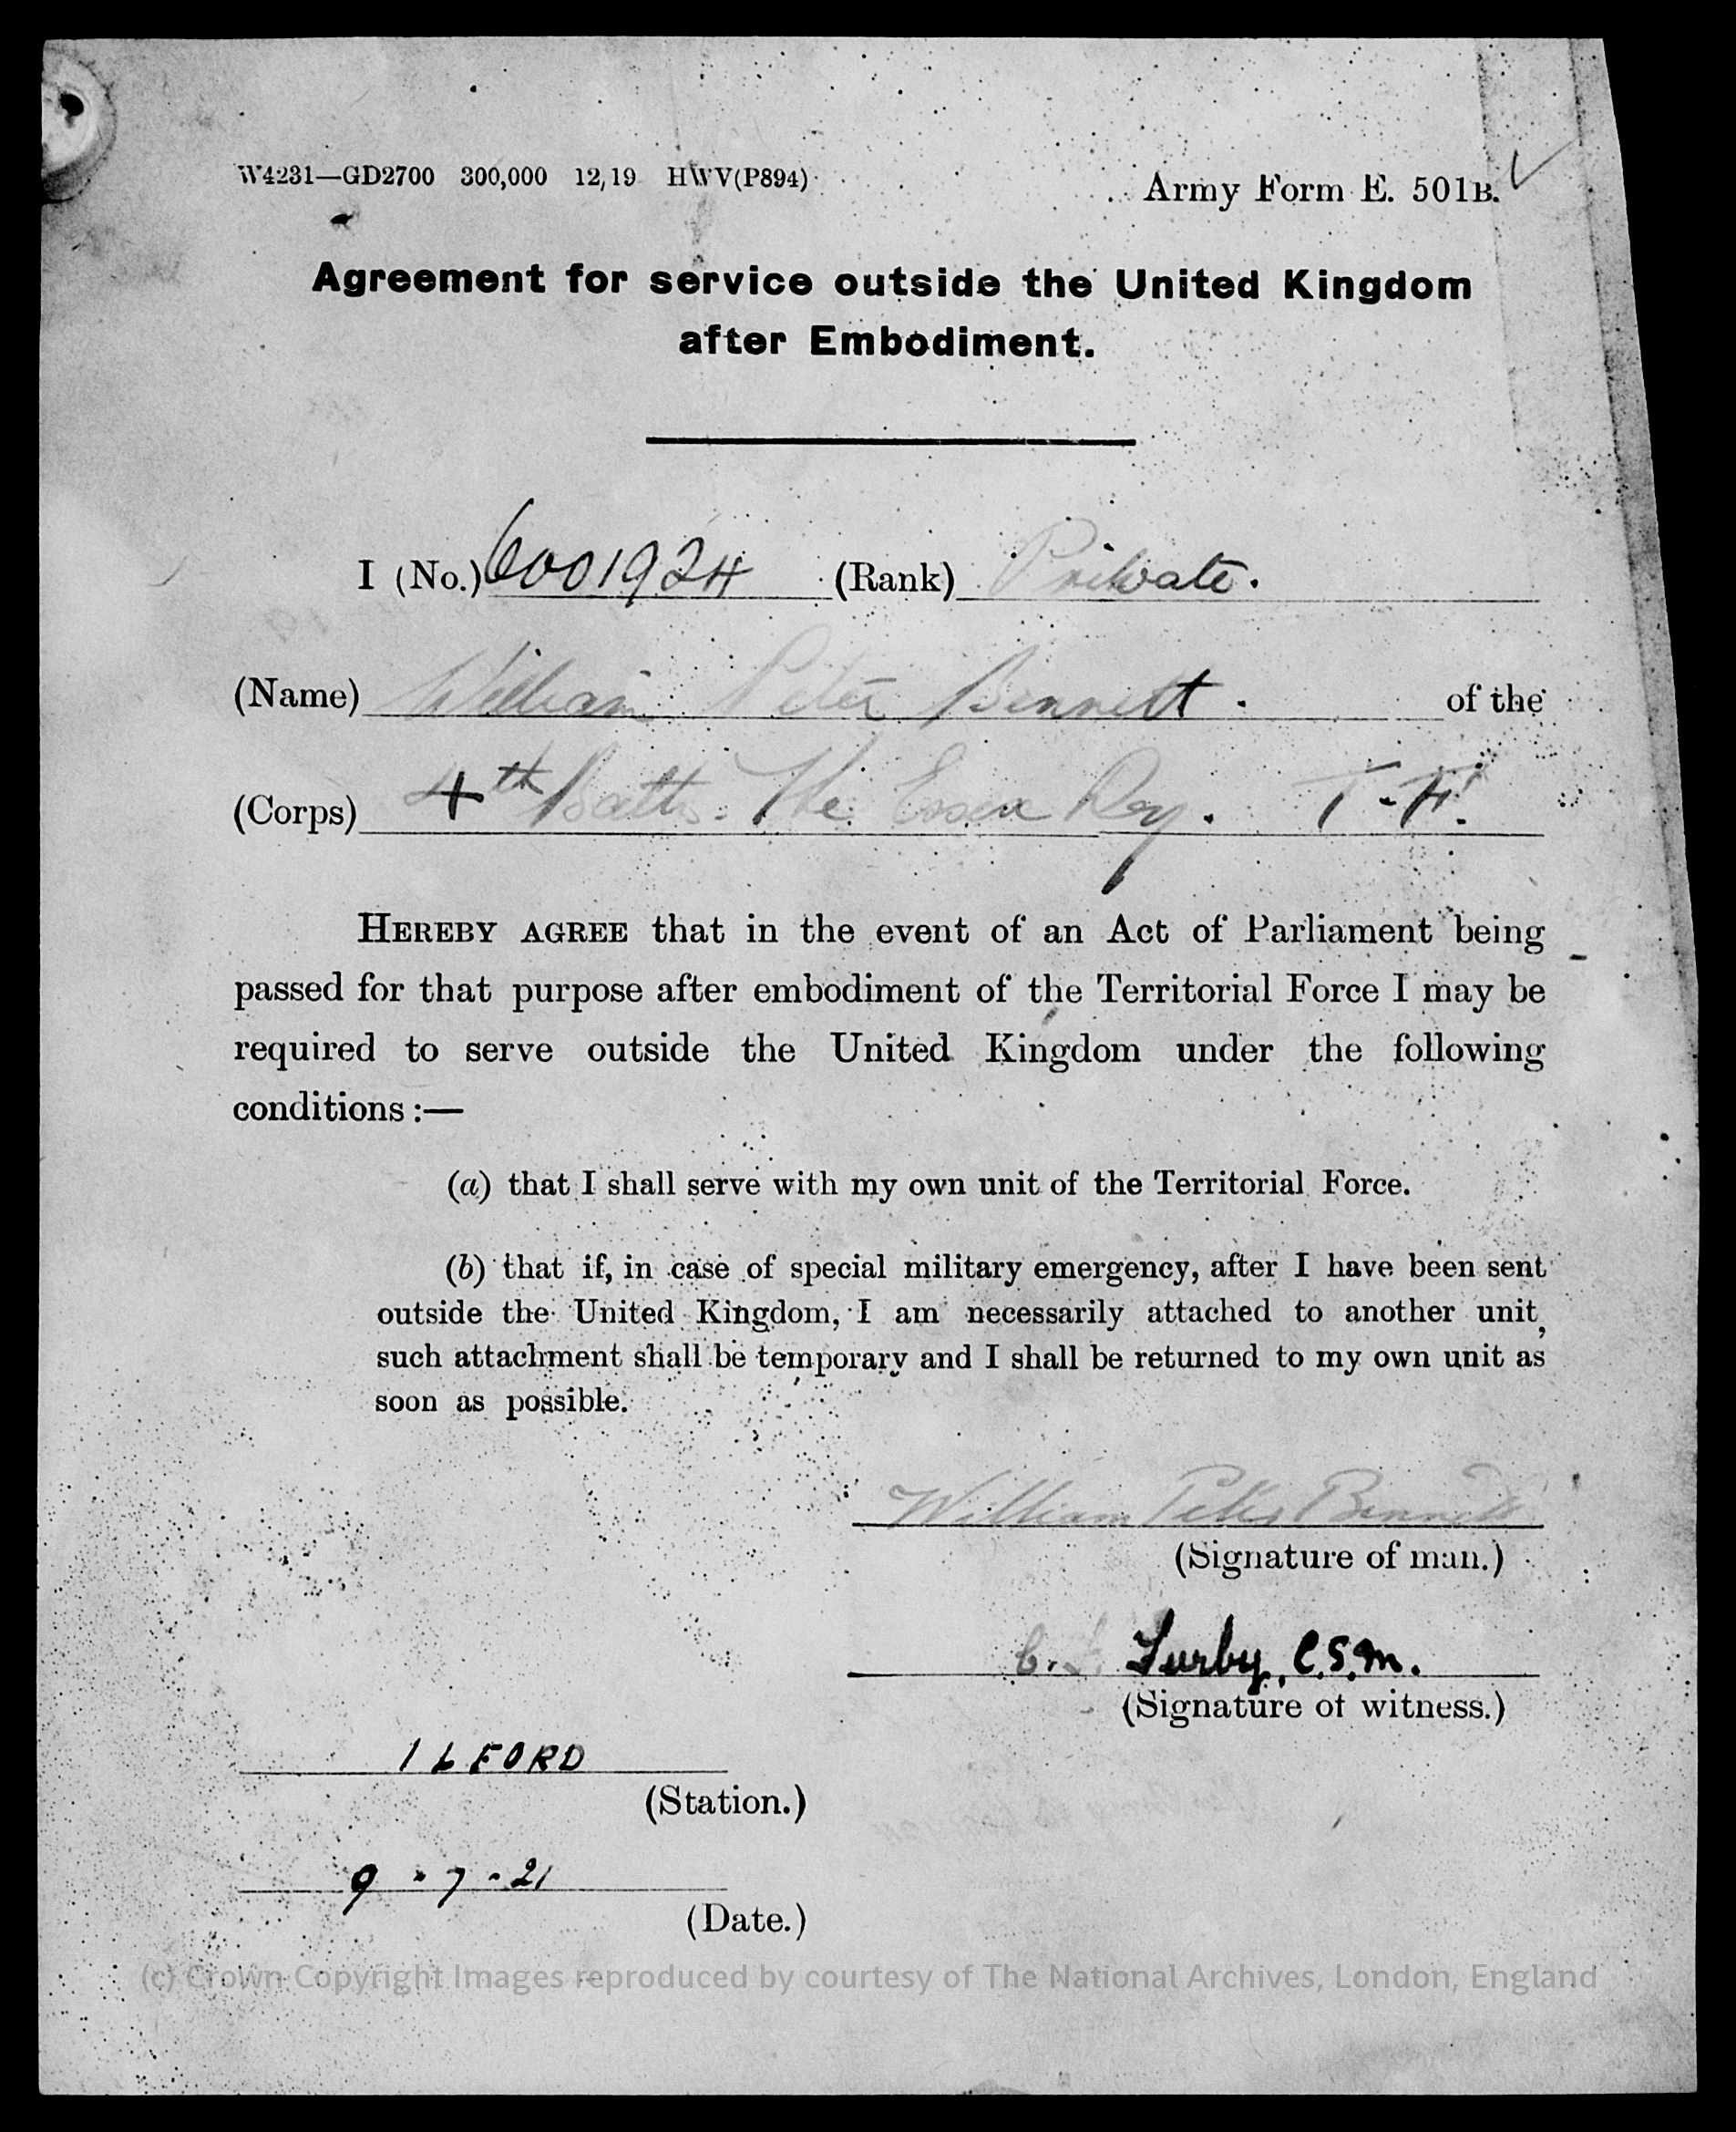 W4231—GD2700 300,000 12,19 HWV(P894)
Army Form E. 501B.
Agreement for service outside the United Kingdom
after Embodiment.
I (No.) 6001924 (Rank) Private.
(Name) William Peter Bennett. of the
(Corps) 4th Battn. The Essex Reg. T.F.
HEREBY AGREE that in the event of an Act of Parliament being
passed for that purpose after embodiment of the Territorial Force I may be
required to serve outside the United Kingdom under the following
conditions :—
(a) that I shall serve with my own unit of the Territorial Force.
(b) that if, in case of special military emergency, after I have been sent
outside the United Kingdom, I am necessarily attached to another unit,
such attachment shall be temporary and I shall be returned to my own unit as
soon as possible.
William Peter Bennett
(Signature of man.)
Furby, C.S.M.
(Signature of witness.)
ILFORD
(Station.)
9 - 7 - 21
(Date.)
(c) Crown Copyright Images reproduced by courtesy of The National Archives, London, England